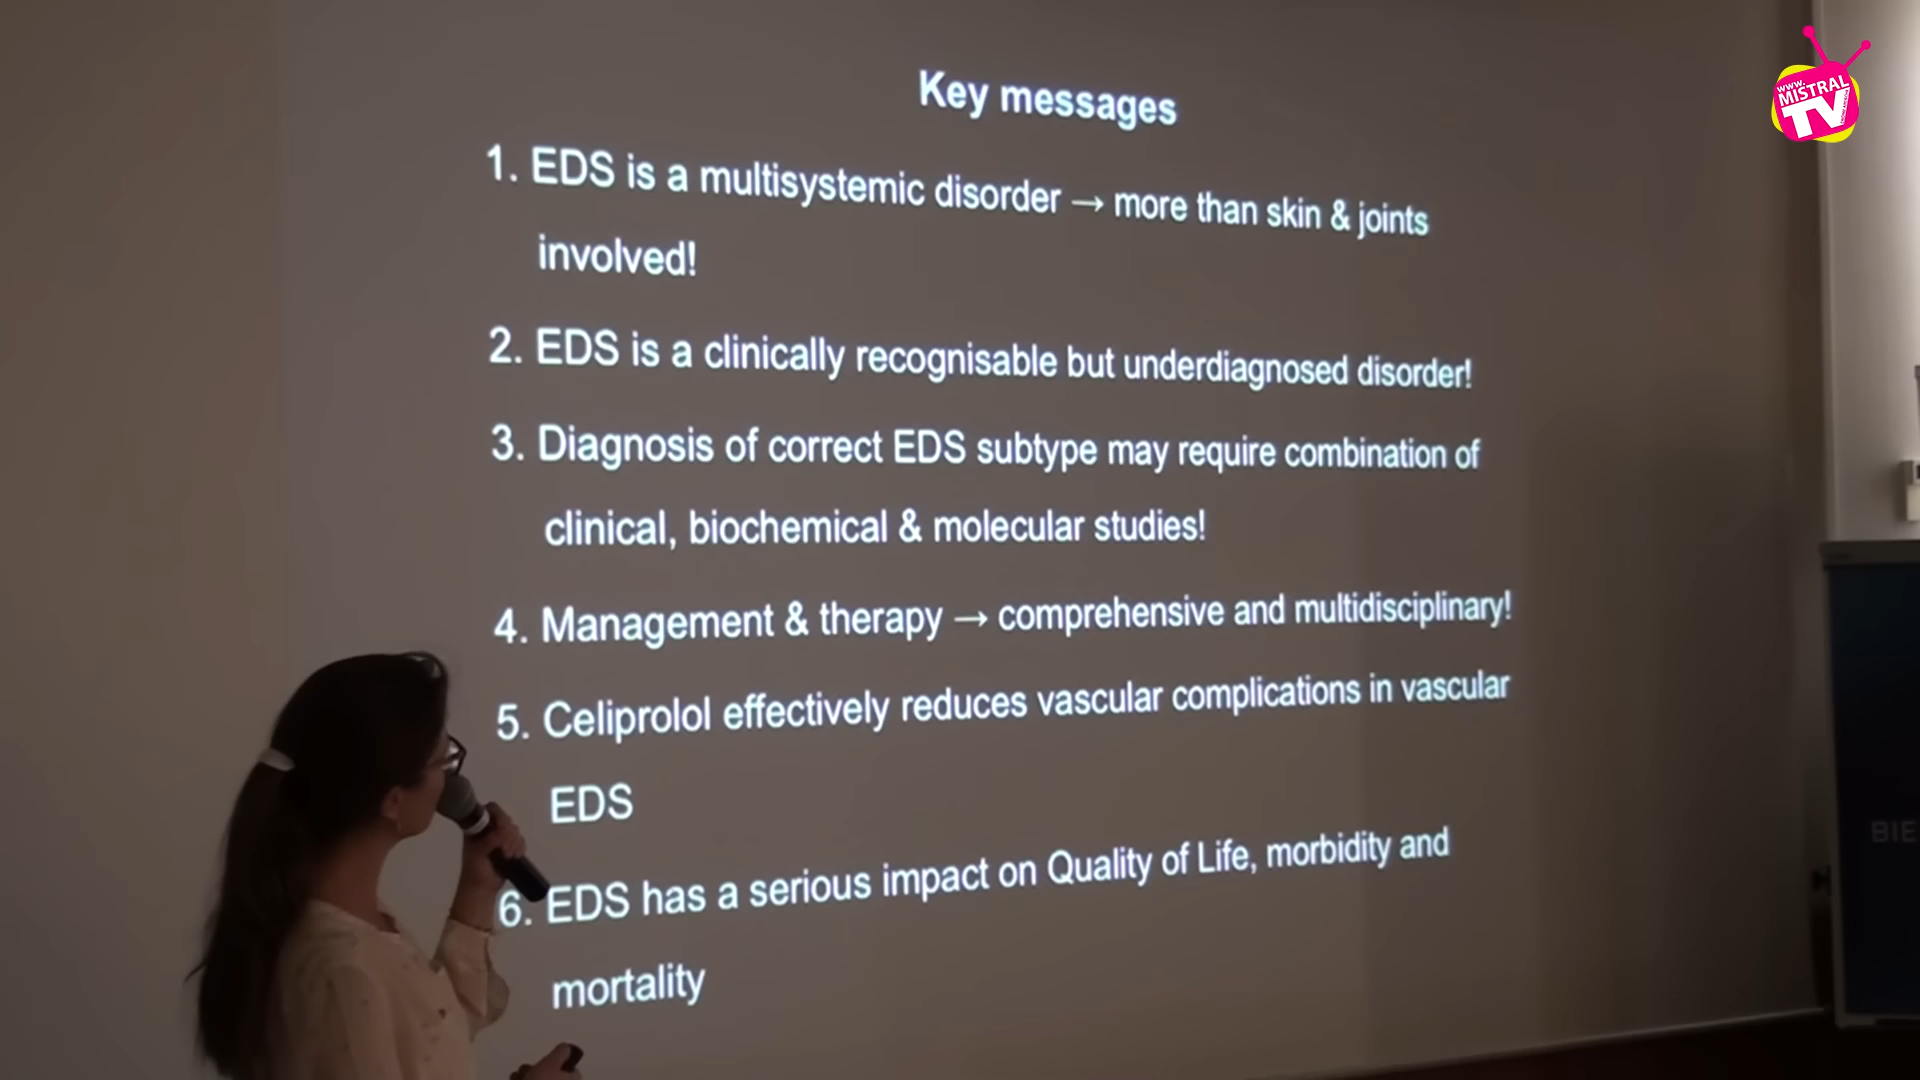 www.
MISTRAL
TV
Key messages
1. EDS is a multisystemic disorder → more than skin & joints
involved!
2. EDS is a clinically recognisable but underdiagnosed disorder!
3. Diagnosis of correct EDS subtype may require combination of
clinical, biochemical & molecular studies!
4. Management & therapy → comprehensive and multidisciplinary!
5. Celiprolol effectively reduces vascular complications in vascular
EDS
6. EDS has a serious impact on Quality of Life, morbidity and
mortality
BIE